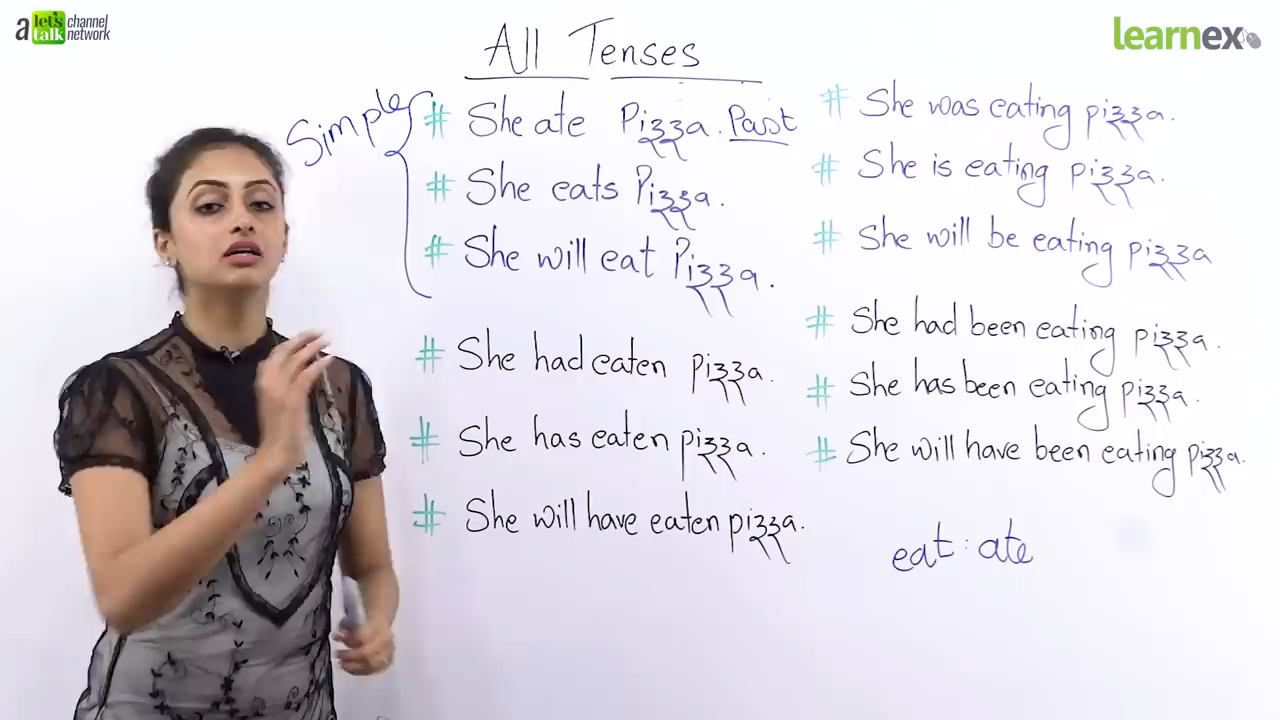 a let's talk channel network
learnex
All Tenses
Simple
# She ate Pizza. Past
# She eats Pizza.
# She will eat Pizza.
# She had eaten pizza.
# She has eaten pizza.
# She will have eaten pizza.
# She was eating pizza.
# She is eating pizza.
# She will be eating pizza
# She had been eating pizza.
# She has been eating pizza.
# She will have been eating pizza.
eat : ate